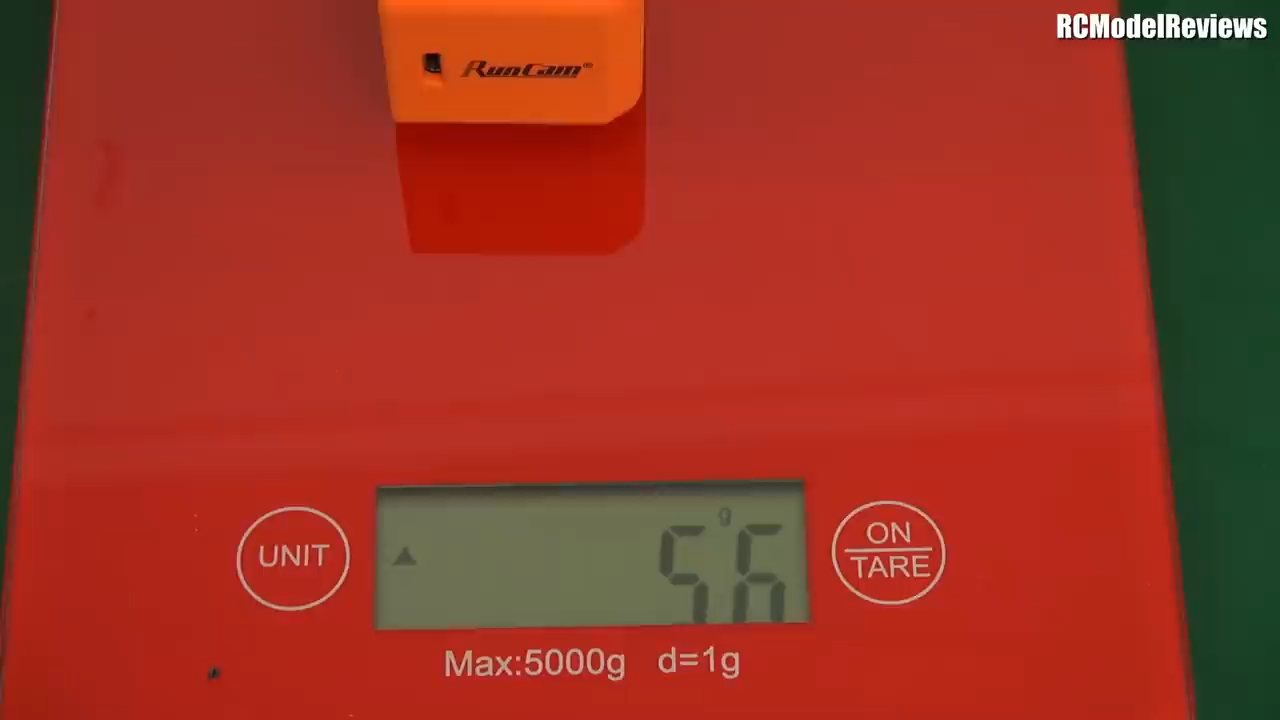 RCModelReviews
RunCam®
g
56
UNIT
ON
TARE
Max:5000g d=1g